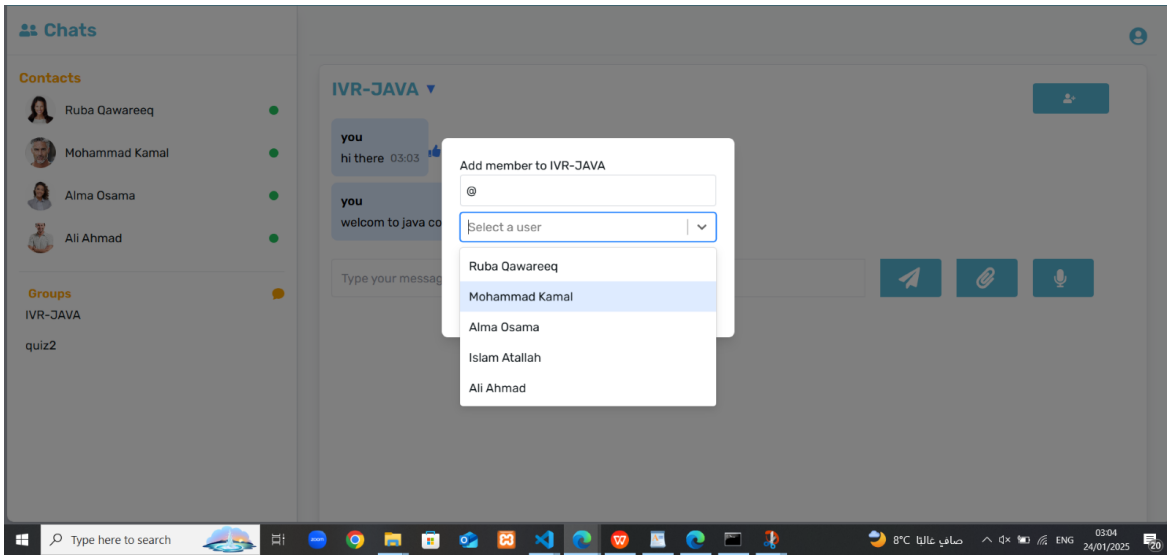 Chats
Contacts
Ruba Qawareeq
Mohammad Kamal
Alma Osama
Ali Ahmad
Groups
IVR-JAVA
quiz2
IVR-JAVA
you
hi there 03:03
you
welcom to java co
Type your messag
Add member to IVR-JAVA
@
Select a user
Ruba Qawareeq
Mohammad Kamal
Alma Osama
Islam Atallah
Ali Ahmad
Type here to search
zoom
8°C صافٍ غالبًا
ENG
03:04
24/01/2025
20